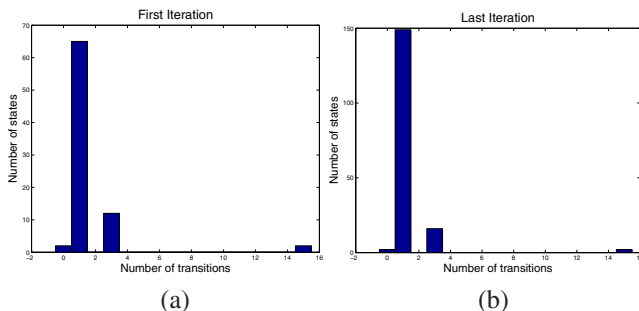 First Iteration
Number of states
70
60
50
40
30
20
10
0
−2 0 2 4 6 8 10 12 14 16
Number of transitions
(a)
Last Iteration
Number of states
150
100
50
0
−2 0 2 4 6 8 10 12 14 16
Number of transitions
(b)